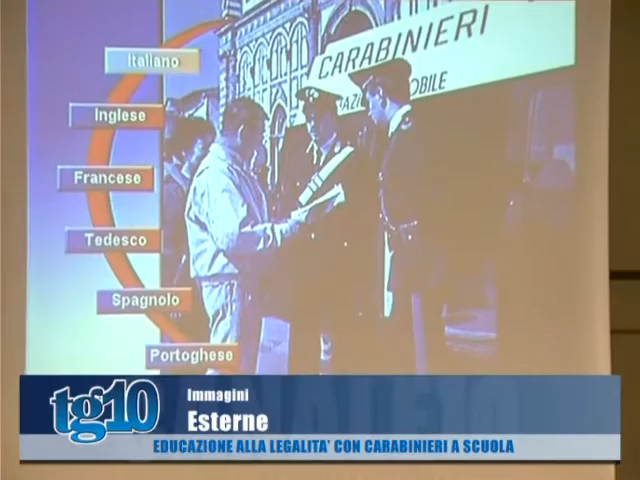 CARABINIERI
Italiano
OBILE
Inglese
Francese
Tedesco
Spagnolo
Portoghese
tg10
Immagini
Esterne
EDUCAZIONE ALLA LEGALITA' CON CARABINIERI A SCUOLA